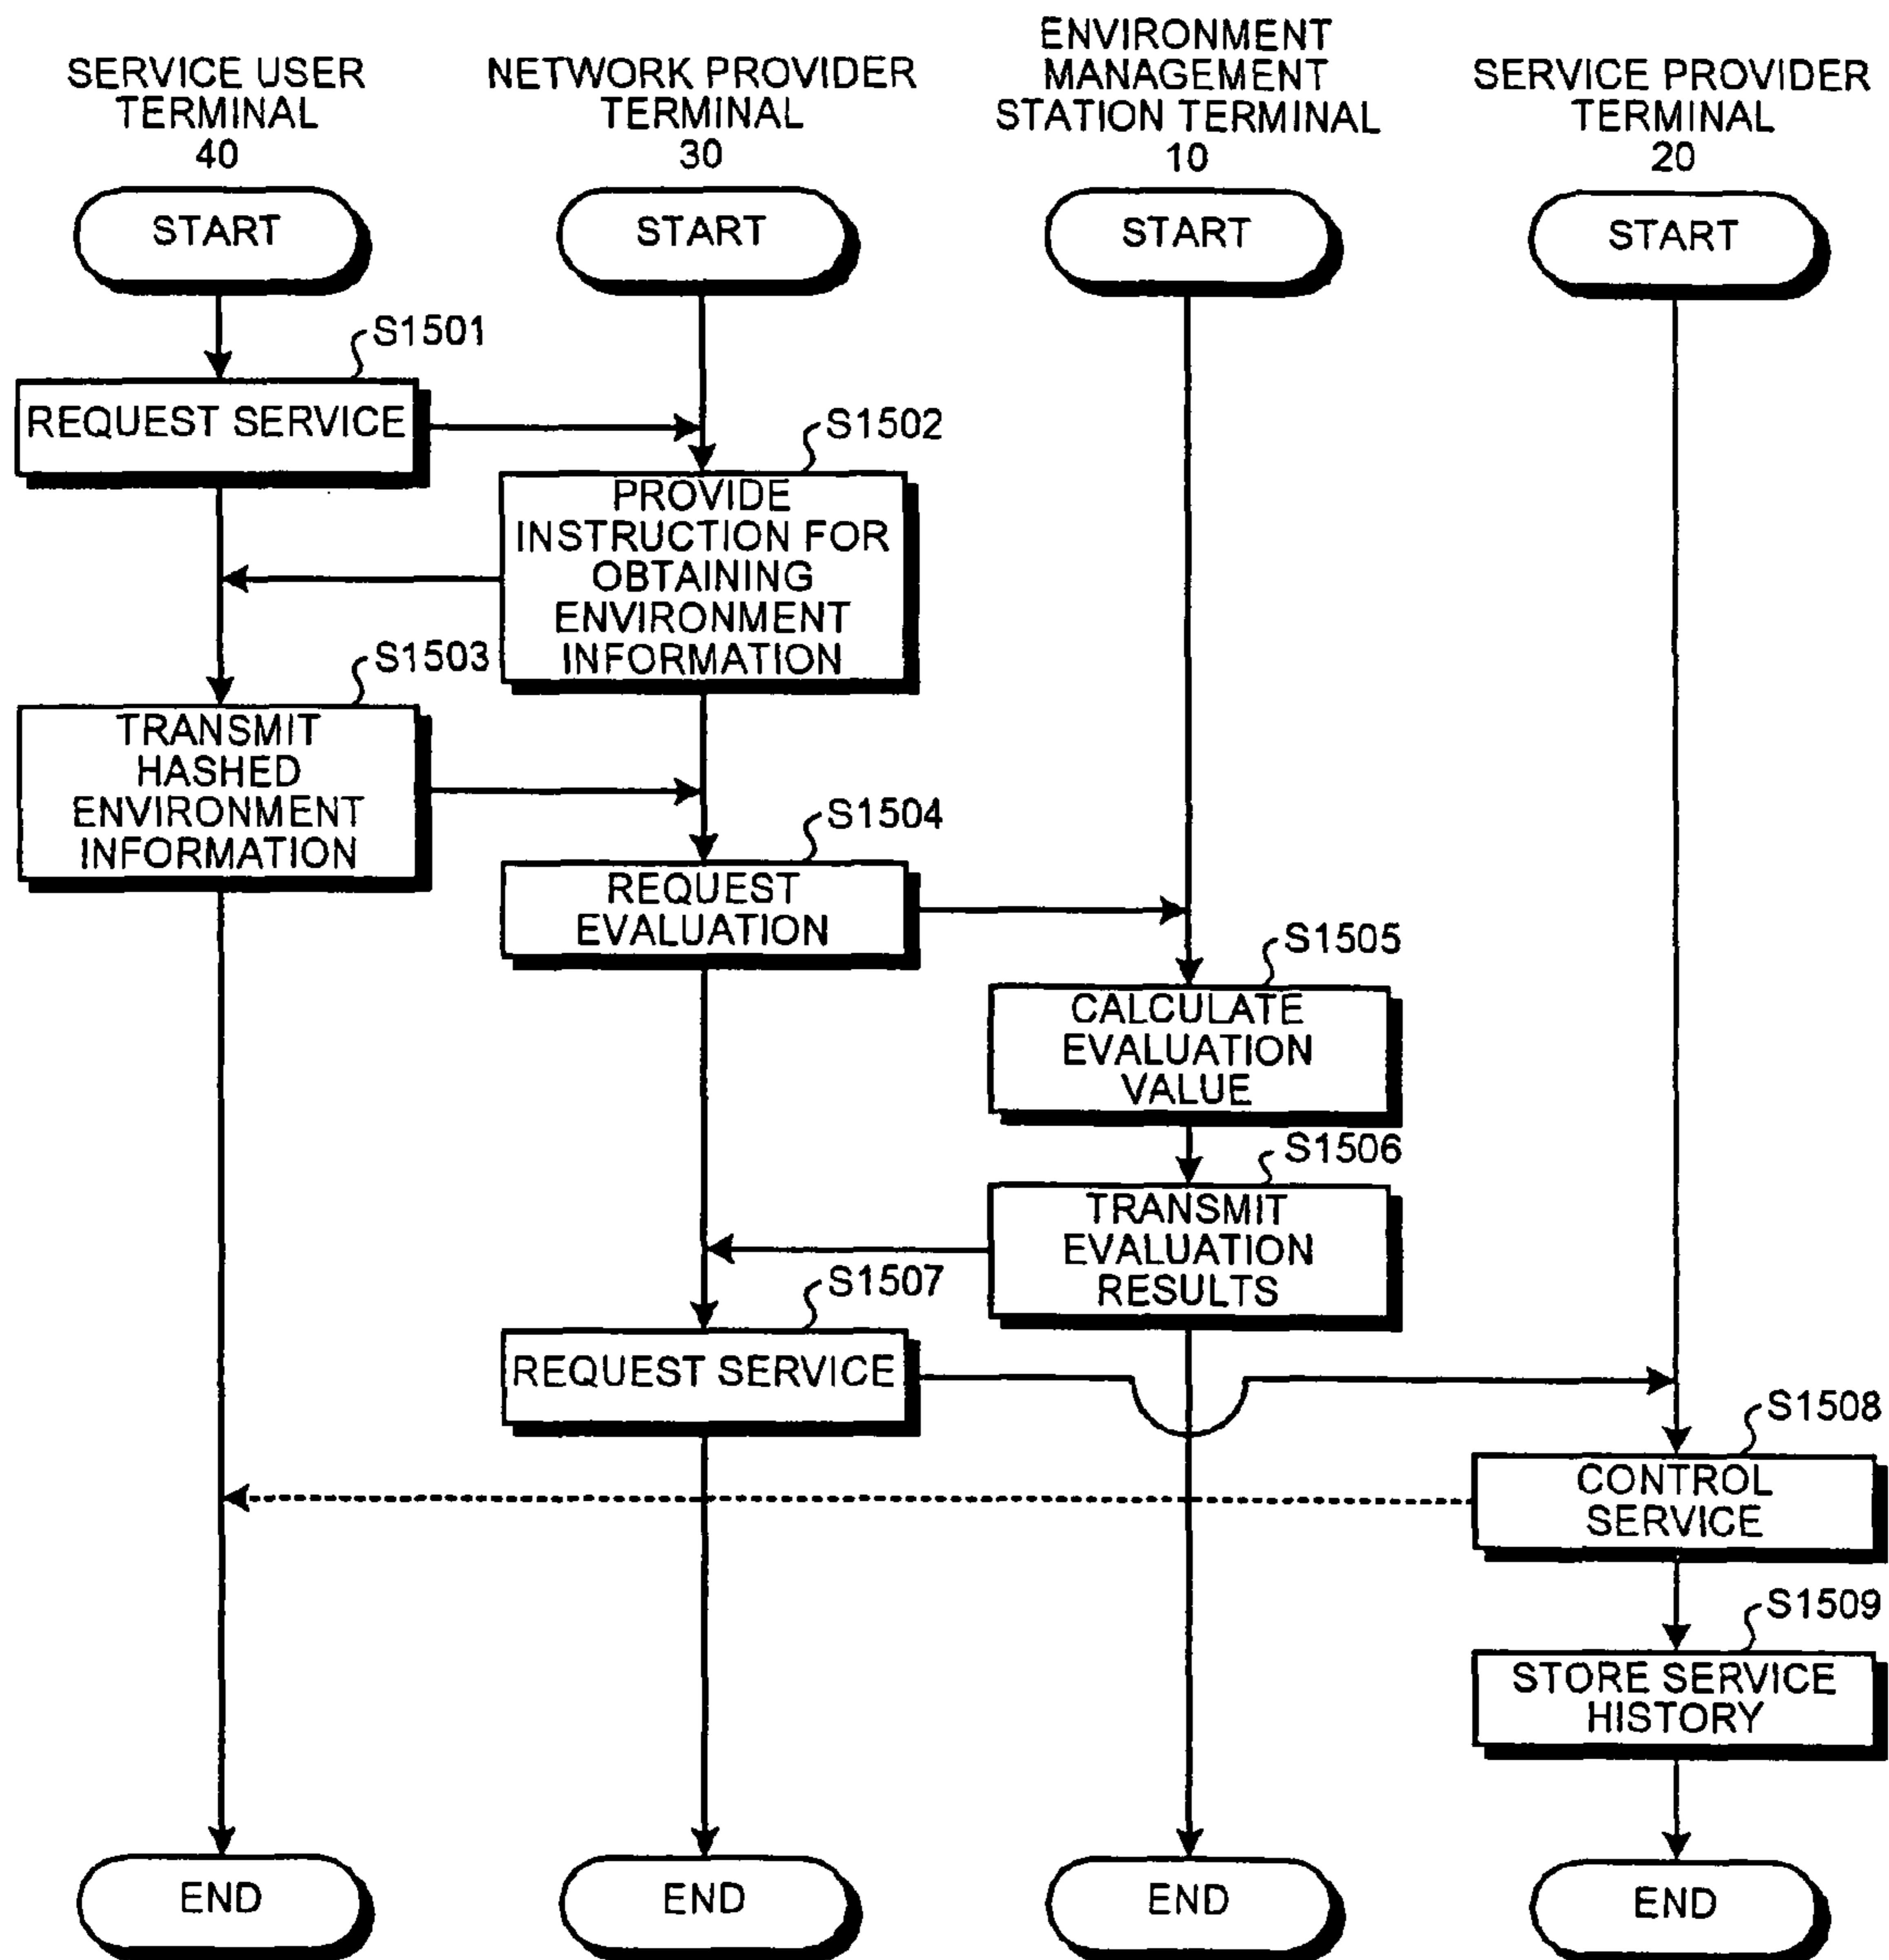 SERVICE USER
TERMINAL
40
NETWORK PROVIDER
TERMINAL
30
ENVIRONMENT
MANAGEMENT
STATION TERMINAL
10
SERVICE PROVIDER
TERMINAL
20
START
START
START
START
S1501
REQUEST SERVICE
S1502
PROVIDE
INSTRUCTION FOR
OBTAINING
ENVIRONMENT
INFORMATION
S1503
TRANSMIT
HASHED
ENVIRONMENT
INFORMATION
S1504
REQUEST
EVALUATION
S1505
CALCULATE
EVALUATION
VALUE
S1506
TRANSMIT
EVALUATION
RESULTS
S1507
REQUEST SERVICE
S1508
CONTROL
SERVICE
S1509
STORE SERVICE
HISTORY
END
END
END
END